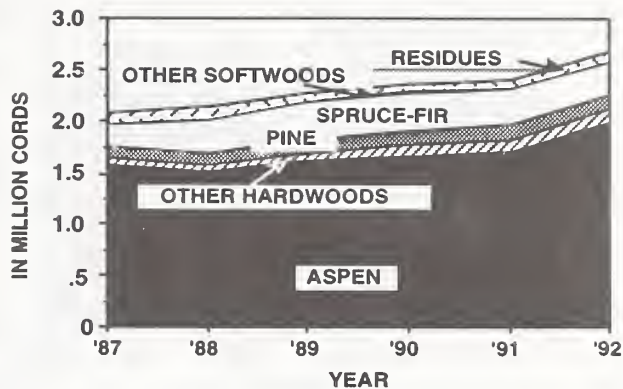 3.0
2.5
2.0
1.5
1.0
.5
0
IN MILLION CORDS
RESIDUES
OTHER SOFTWOODS
SPRUCE-FIR
PINE
OTHER HARDWOODS
ASPEN
'87 '88 '89 '90 '91 '92
YEAR